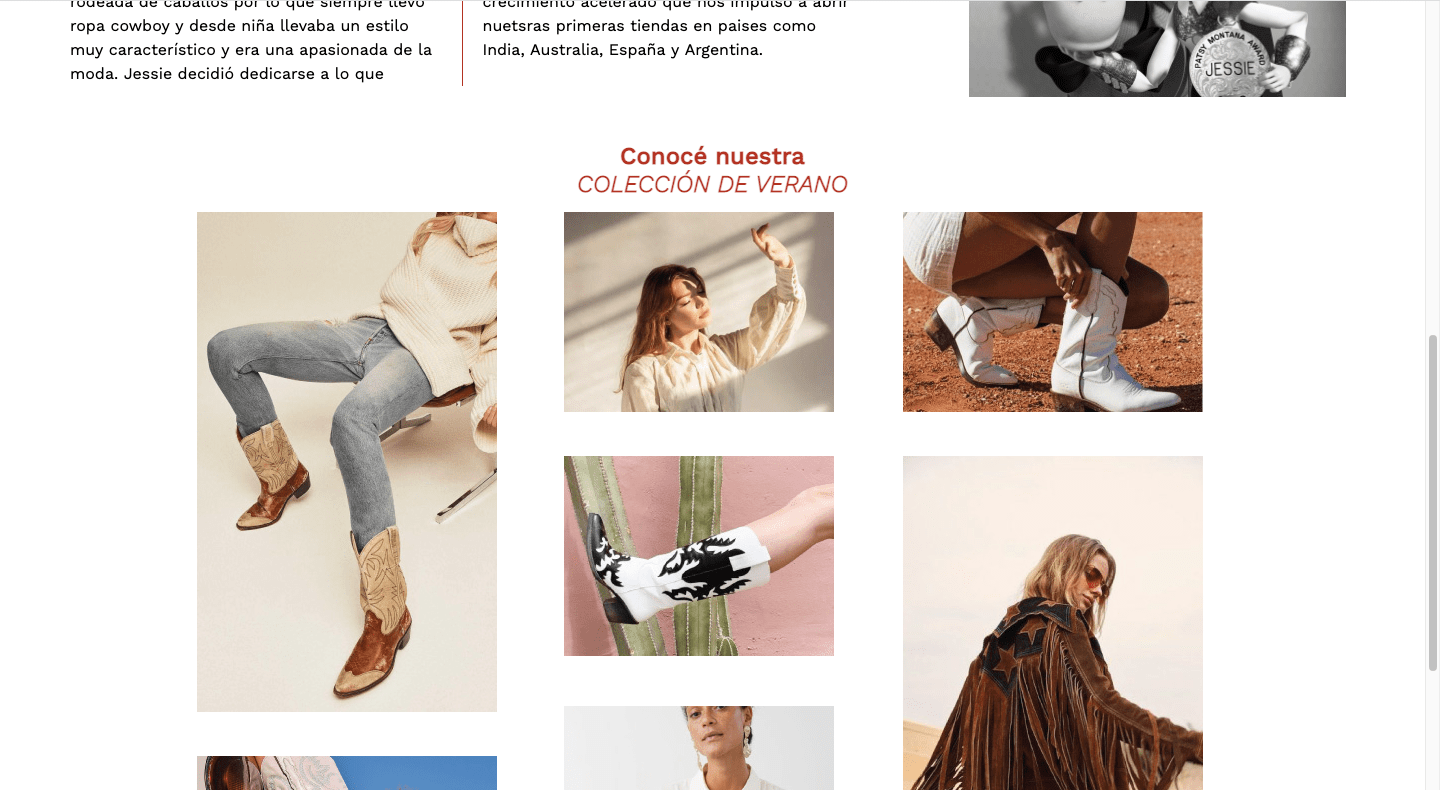 rodeada de caballos por lo que siempre llevó
ropa cowboy y desde niña llevaba un estilo
muy característico y era una apasionada de la
moda. Jessie decidió dedicarse a lo que
crecimiento acelerado que nos impulsó a abrir
nuetsras primeras tiendas en paises como
India, Australia, España y Argentina.
PATSY MONTANA AWARD
JESSIE
Conocé nuestra
COLECCIÓN DE VERANO